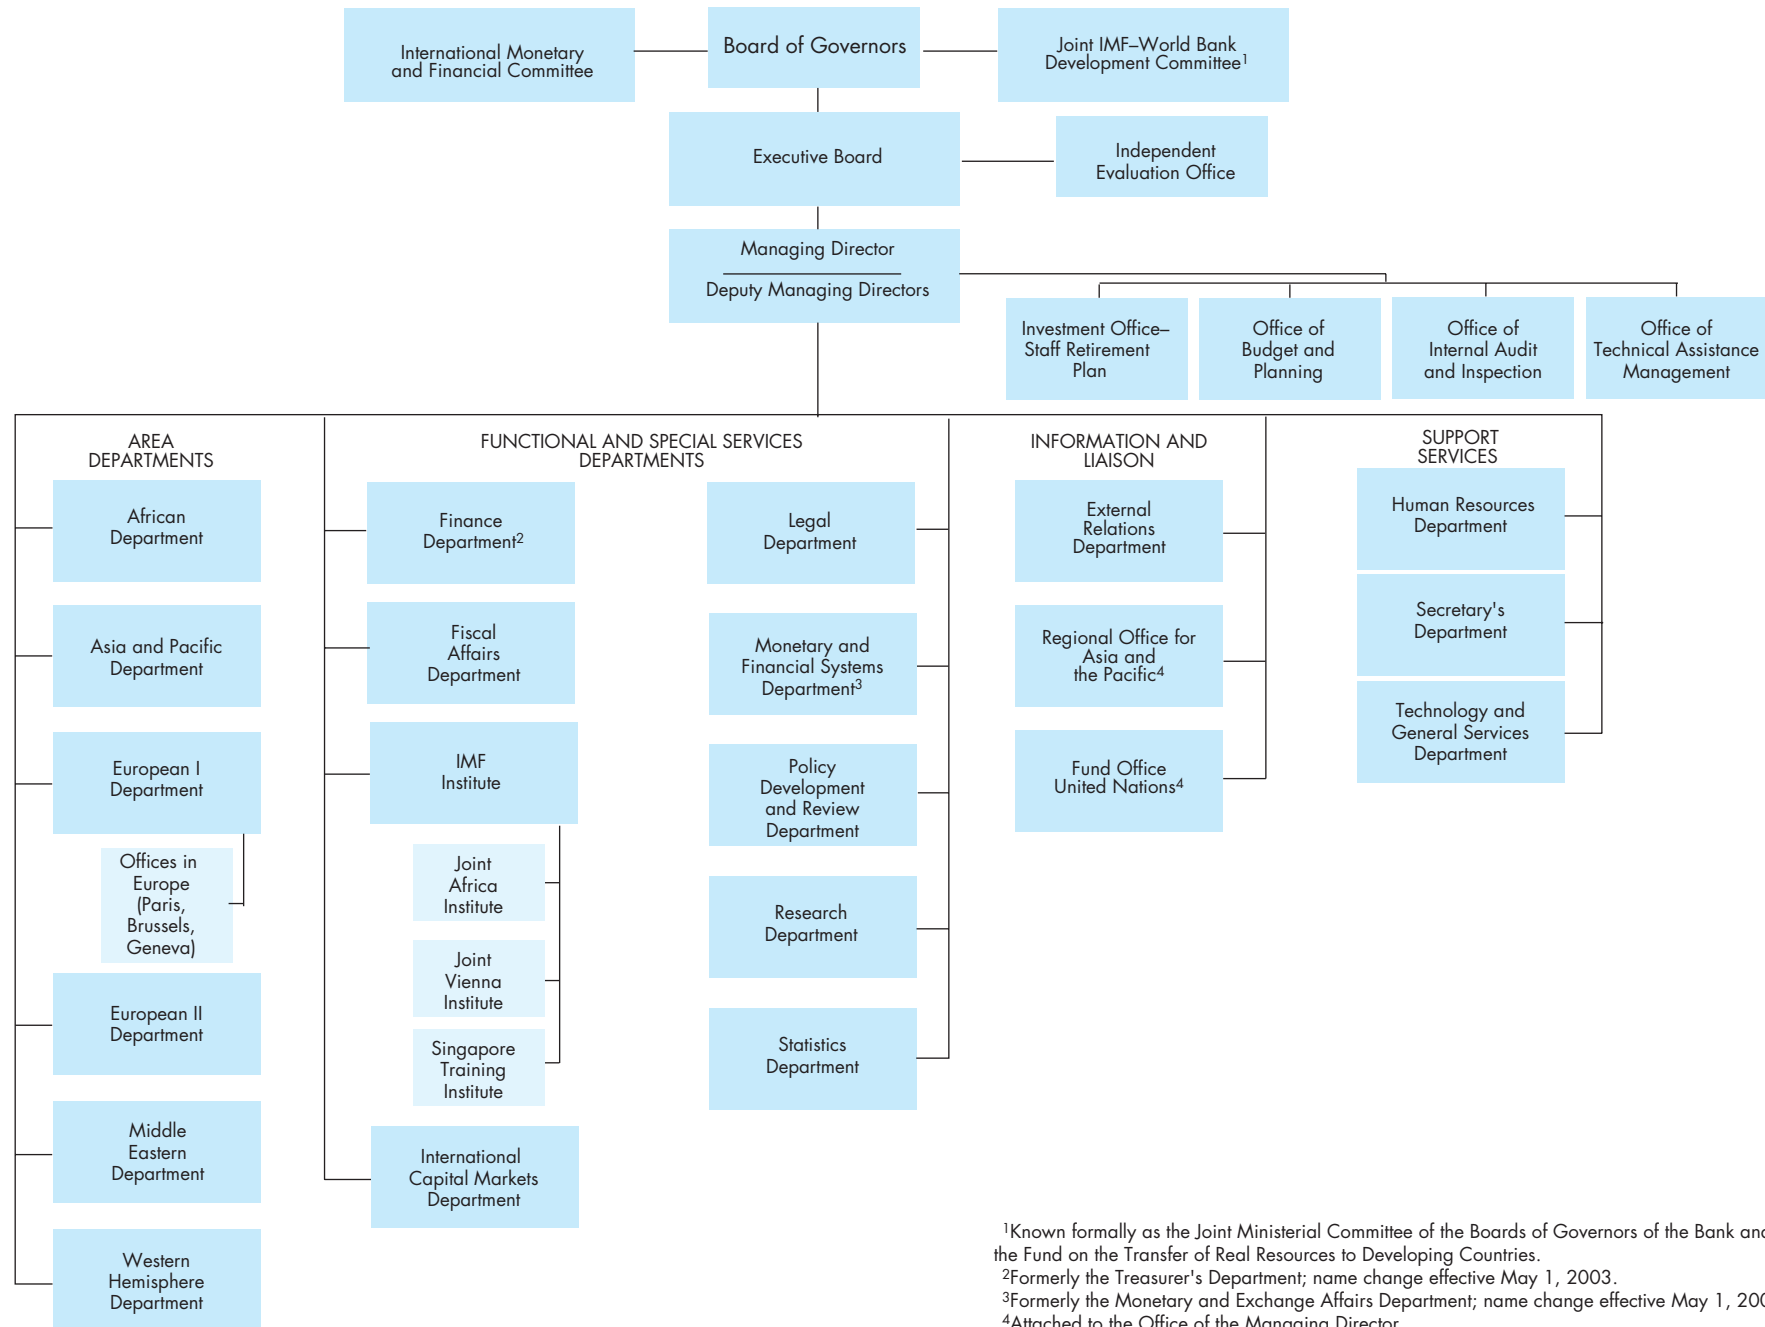 International Monetary
and Financial Committee
Board of Governors
Joint IMF–World Bank
Development Committee¹
Executive Board
Independent
Evaluation Office
Managing Director
Deputy Managing Directors
Investment Office–
Staff Retirement
Plan
Office of
Budget and
Planning
Office of
Internal Audit
and Inspection
Office of
Technical Assistance
Management
AREA
DEPARTMENTS
African
Department
Asia and Pacific
Department
European I
Department
Offices in
Europe
(Paris,
Brussels,
Geneva)
European II
Department
Middle
Eastern
Department
Western
Hemisphere
Department
FUNCTIONAL AND SPECIAL SERVICES
DEPARTMENTS
Finance
Department²
Fiscal
Affairs
Department
IMF
Institute
Joint
Africa
Institute
Joint
Vienna
Institute
Singapore
Training
Institute
International
Capital Markets
Department
Legal
Department
Monetary and
Financial Systems
Department³
Policy
Development
and Review
Department
Research
Department
Statistics
Department
INFORMATION AND
LIAISON
External
Relations
Department
Regional Office for
Asia and
the Pacific⁴
Fund Office
United Nations⁴
SUPPORT
SERVICES
Human Resources
Department
Secretary's
Department
Technology and
General Services
Department
¹Known formally as the Joint Ministerial Committee of the Boards of Governors of the Bank and
the Fund on the Transfer of Real Resources to Developing Countries.
²Formerly the Treasurer's Department; name change effective May 1, 2003.
³Formerly the Monetary and Exchange Affairs Department; name change effective May 1,
⁴Attached to the Office of the Managing Director